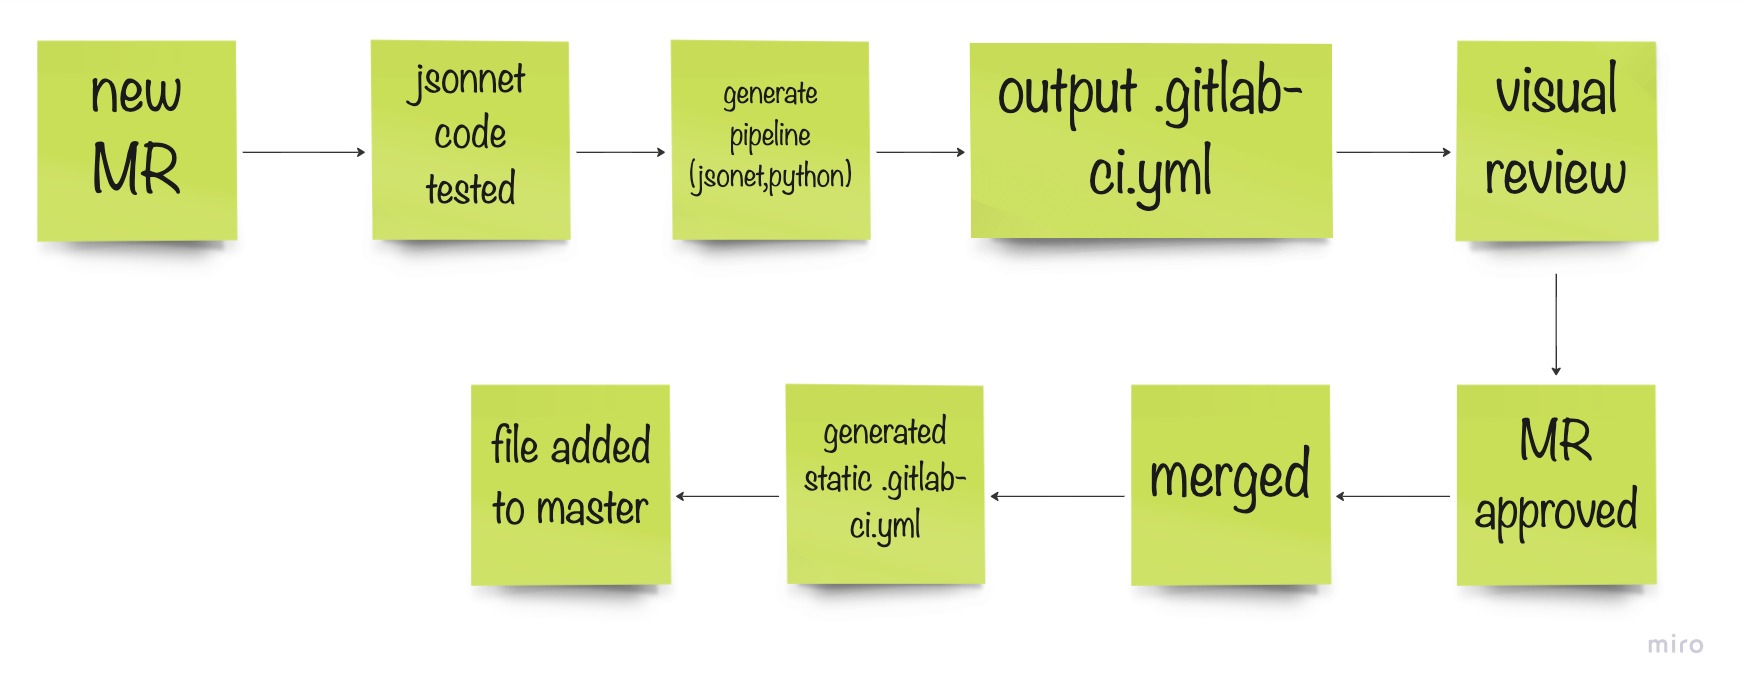 new
MR
jsonnet
code
tested
generate
pipeline
(jsonet,python)
output .gitlab-
ci.yml
visual
review
MR
approved
merged
generated
static .gitlab-
ci.yml
file added
to master
miro